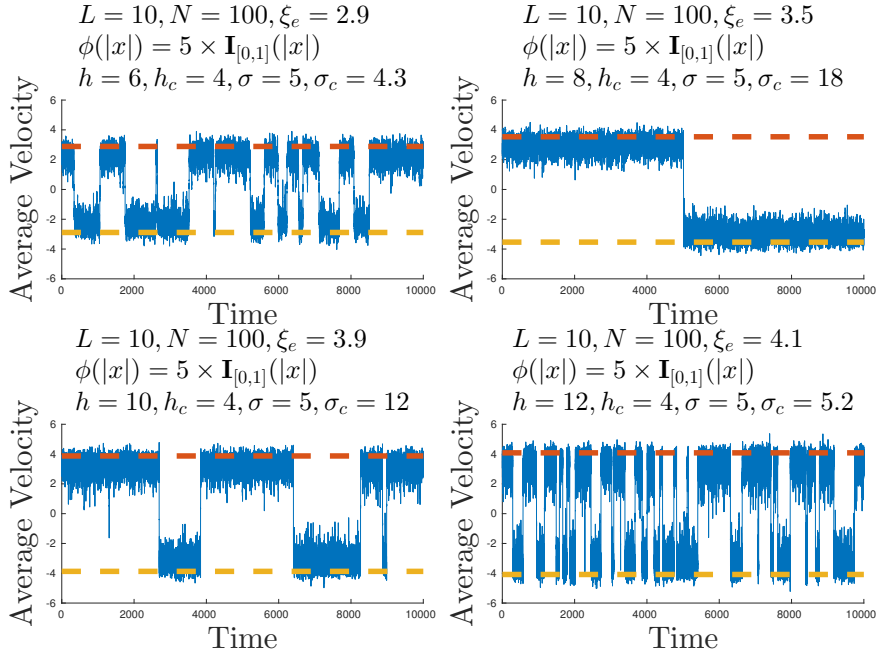 L = 10, N = 100, ξ_e = 2.9
ϕ(|x|) = 5 × I_[0,1](|x|)
h = 6, h_c = 4, σ = 5, σ_c = 4.3
Average Velocity
6
4
2
0
-2
-4
-6
0 2000 4000 6000 8000 10000
Time
L = 10, N = 100, ξ_e = 3.5
ϕ(|x|) = 5 × I_[0,1](|x|)
h = 8, h_c = 4, σ = 5, σ_c = 18
Average Velocity
6
4
2
0
-2
-4
-6
0 2000 4000 6000 8000 10000
Time
L = 10, N = 100, ξ_e = 3.9
ϕ(|x|) = 5 × I_[0,1](|x|)
h = 10, h_c = 4, σ = 5, σ_c = 12
Average Velocity
6
4
2
0
-2
-4
-6
0 2000 4000 6000 8000 10000
Time
L = 10, N = 100, ξ_e = 4.1
ϕ(|x|) = 5 × I_[0,1](|x|)
h = 12, h_c = 4, σ = 5, σ_c = 5.2
Average Velocity
6
4
2
0
-2
-4
-6
0 2000 4000 6000 8000 10000
Time